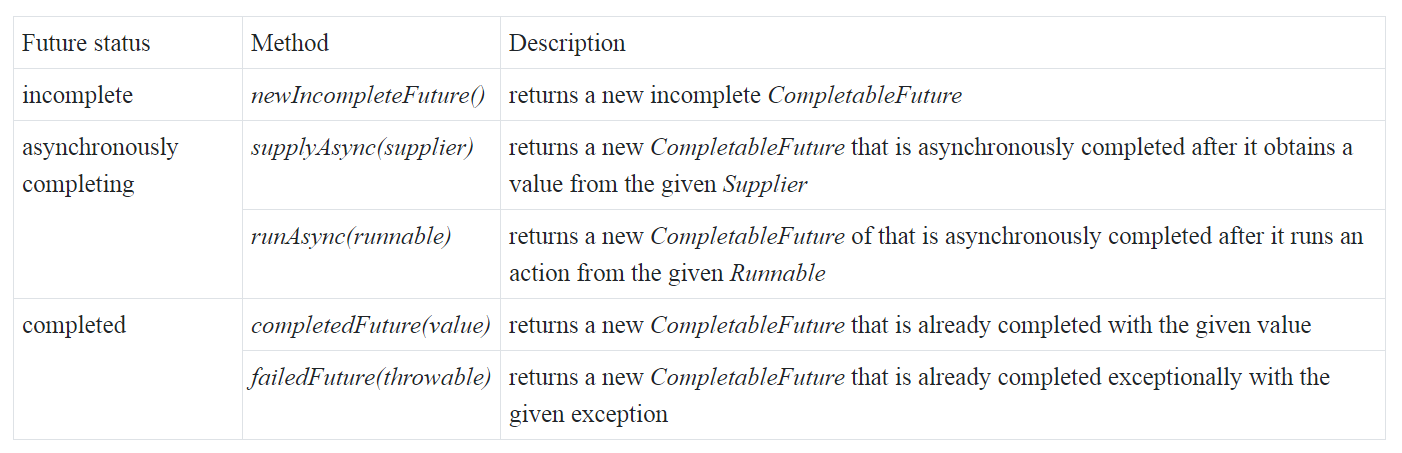 Future status Method Description
incomplete newIncompleteFuture() returns a new incomplete CompletableFuture
asynchronously completing supplyAsync(supplier) returns a new CompletableFuture that is asynchronously completed after it obtains a
value from the given Supplier
runAsync(runnable) returns a new CompletableFuture of that is asynchronously completed after it runs an
action from the given Runnable
completed completedFuture(value) returns a new CompletableFuture that is already completed with the given value
failedFuture(throwable) returns a new CompletableFuture that is already completed exceptionally with the
given exception